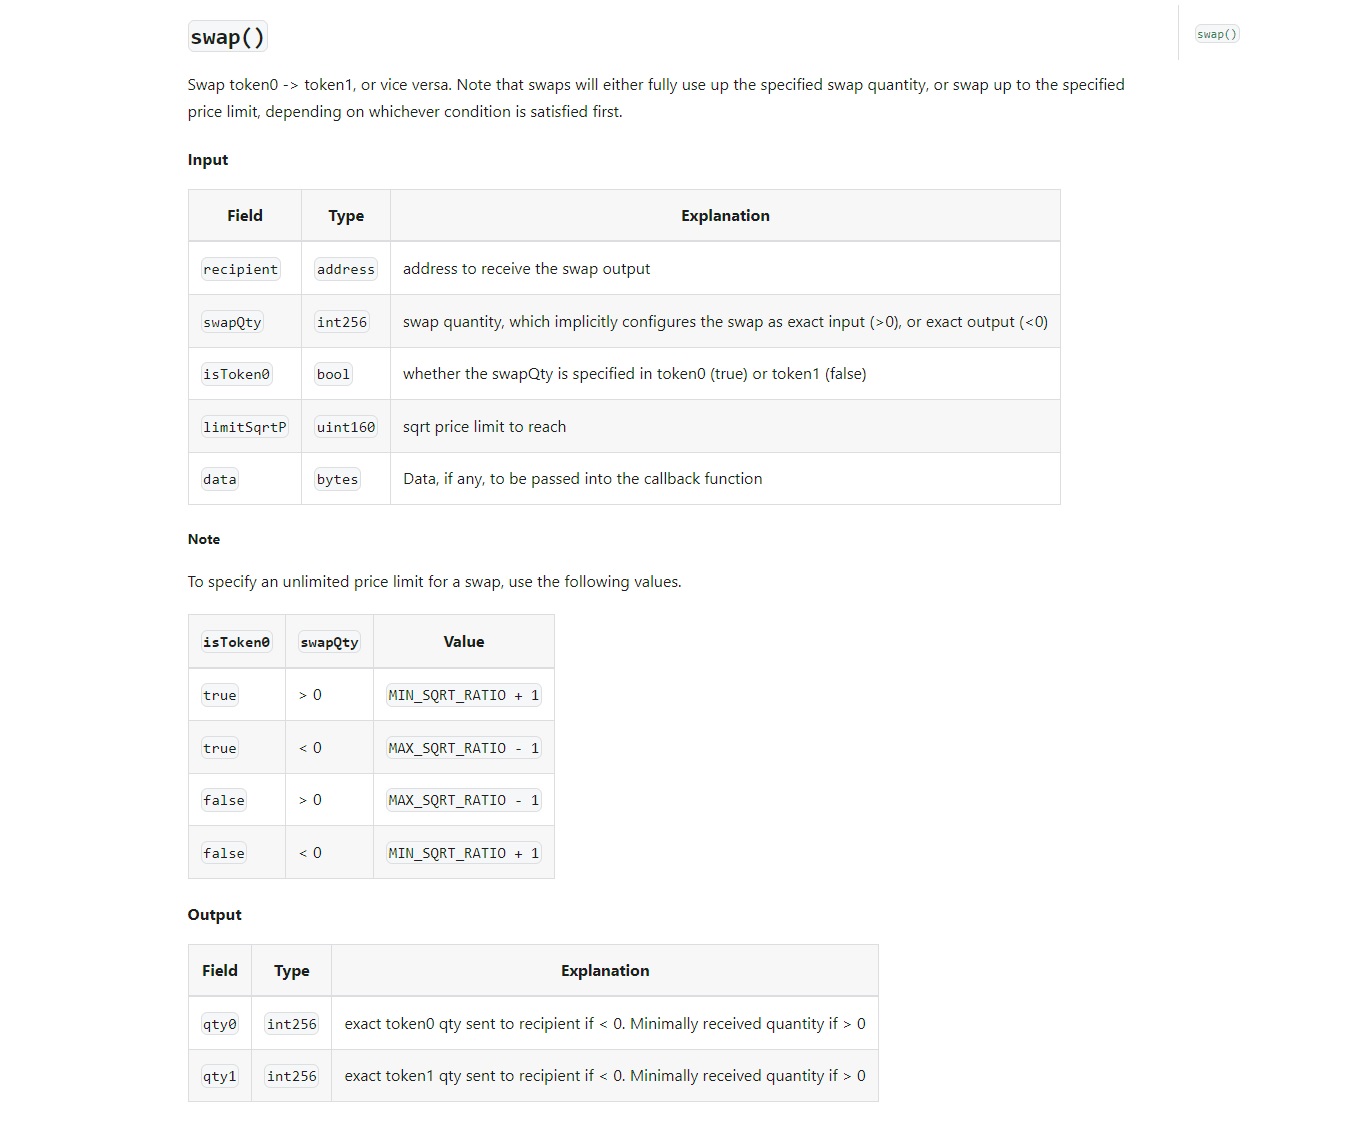 swap()
swap()
Swap token0 -> token1, or vice versa. Note that swaps will either fully use up the specified swap quantity, or swap up to the specified
price limit, depending on whichever condition is satisfied first.
Input
Field Type Explanation
recipient address address to receive the swap output
swapQty int256 swap quantity, which implicitly configures the swap as exact input (>0), or exact output (<0)
isToken0 bool whether the swapQty is specified in token0 (true) or token1 (false)
limitSqrtP uint160 sqrt price limit to reach
data bytes Data, if any, to be passed into the callback function
Note
To specify an unlimited price limit for a swap, use the following values.
isToken0 swapQty Value
true > 0 MIN_SQRT_RATIO + 1
true < 0 MAX_SQRT_RATIO - 1
false > 0 MAX_SQRT_RATIO - 1
false < 0 MIN_SQRT_RATIO + 1
Output
Field Type Explanation
qty0 int256 exact token0 qty sent to recipient if < 0. Minimally received quantity if > 0
qty1 int256 exact token1 qty sent to recipient if < 0. Minimally received quantity if > 0